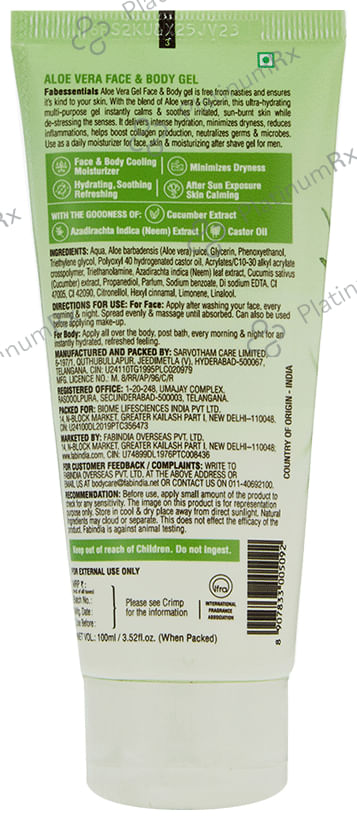 ALOE VERA FACE & BODY GEL
Fabessentials Aloe Vera Gel Face & Body gel is free from nasties and ensures
it's kind to your skin. With the blend of Aloe vera & Glycerin, this ultra-hydrating
multi-purpose gel instantly calms & soothes irritated, sun-burnt skin while
de-stressing the senses. It delivers intense hydration, minimizes dryness, reduces
inflammations, helps boost collagen production, neutralizes germs & microbes.
Use as a daily moisturizer for face, skin & moisturizing after shave gel for men.
Face & Body Cooling
Moisturizer
Minimizes Dryness
Hydrating, Soothing
Refreshing
After Sun Exposure
Skin Calming
WITH THE GOODNESS OF: Cucumber Extract
Azadirachta Indica (Neem) Extract Castor Oil
INGREDIENTS: Aqua, Aloe barbadensis (Aloe vera) juice, Glycerin, Phenoxyethanol,
Triethylene glycol, Polyoxyl 40 hydrogenated castor oil, Acrylates/C10-30 alkyl acrylate
crosspolymer, Triethanolamine, Azadirachta indica (Neem) leaf extract, Cucumis sativus
(Cucumber) extract, Propanediol, Parfum, Sodium benzoate, Di sodium EDTA, CI
47005, CI 42090, Citronellol, Hexyl cinnamal, Limonene, Linalool.
DIRECTIONS FOR USE: For Face: Apply after washing your face, every
morning & night. Spread evenly & massage until absorbed. Can also be used
before applying make-up.
For Body: Apply all over the body, post bath, every morning & night for an
instantly hydrated, refreshed feeling.
MANUFACTURED AND PACKED BY: SARVOTHAM CARE LIMITED,
E-197/1, QUTHUBULLAPUR, JEEDIMETLA (V), HYDERABAD-500067,
TELANGANA, CIN: U24110TG1995PLC020979
MFG. LICENCE NO.: M. 8/RR/AP/96/C/R
REGISTERED OFFICE: 1-20-248, UMAJAY COMPLEX,
RASOOLPURA, SECUNDERABAD-500003, TELANGANA.
PACKED FOR: BIOME LIFESCIENCES INDIA PVT LTD.
14, N-BLOCK MARKET, GREATER KAILASH PART I, NEW DELHI–110048.
CIN: U24100DL2019PTC356473
MARKETED BY: FABINDIA OVERSEAS PVT. LTD.
14, N-BLOCK MARKET, GREATER KAILASH PART I, NEW DELHI–110048.
www.fabindia.com, CIN: U74899DL1976PTC008436
FOR CUSTOMER FEEDBACK / COMPLAINTS: WRITE TO
FABINDIA OVERSEAS PVT. LTD, AT THE ADDRESS ABOVE OR
EMAIL US AT bodycare@fabindia.net OR CONTACT US ON 011-40692100.
RECOMMENDATION: Before use, apply small amount of the product to
check for any sensitivity. The image on this product is for representation
purpose only. Store in cool & dry place away from direct sunlight. Natural
ingredients may cloud or separate. This does not effect the efficacy of the
product. Fabindia is against animal testing.
Keep out of reach of Children. Do not Ingest.
FOR EXTERNAL USE ONLY
MRP ₹ :
Batch No. :
Mfg. Date :
Use Before :
Please see Crimp
for the information
NET VOL.: 100ml / 3.52fl.oz. (When Packed)
ifra
INTERNATIONAL
FRAGRANCE
ASSOCIATION
COUNTRY OF ORIGIN - INDIA
8 907833 005092
PlatinumRx